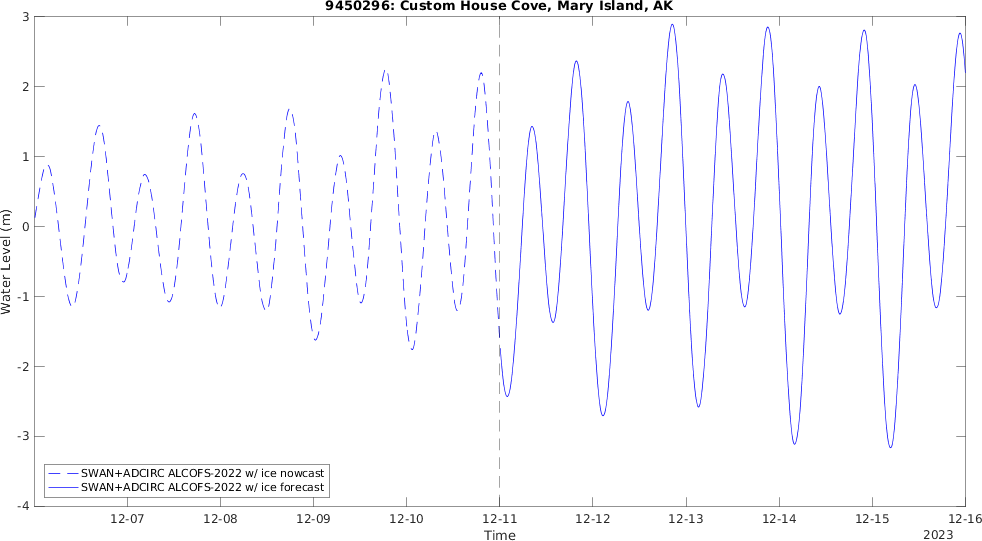 9450296: Custom House Cove, Mary Island, AK
3
2
1
0
-1
-2
-3
-4
Water Level (m)
SWAN+ADCIRC ALCOFS-2022 w/ ice nowcast
SWAN+ADCIRC ALCOFS-2022 w/ ice forecast
12-07 12-08 12-09 12-10 12-11 12-12 12-13 12-14 12-15 12-16
Time
2023